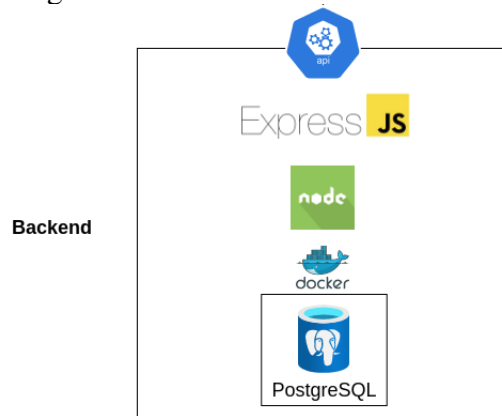 api
Express JS
node
Backend
docker
PostgreSQL